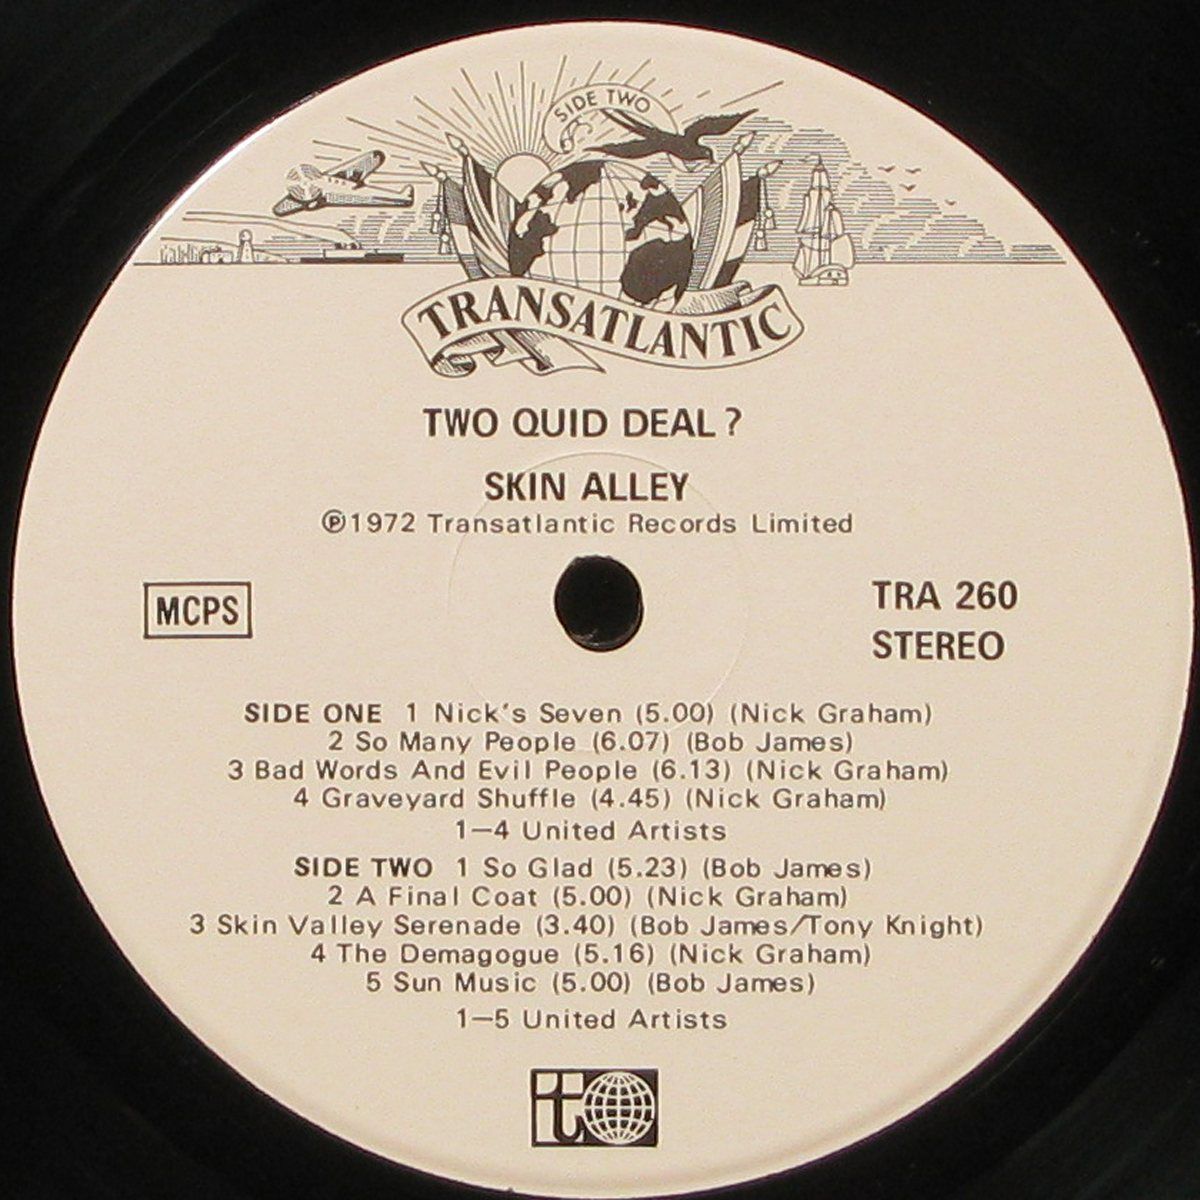 SIDE TWO
TRANSATLANTIC
TWO QUID DEAL?
SKIN ALLEY
℗1972 Transatlantic Records Limited
MCPS
TRA 260
STEREO
SIDE ONE 1 Nick's Seven (5.00) (Nick Graham)
2 So Many People (6.07) (Bob James)
3 Bad Words And Evil People (6.13) (Nick Graham)
4 Graveyard Shuffle (4.45) (Nick Graham)
1—4 United Artists
SIDE TWO 1 So Glad (5.23) (Bob James)
2 A Final Coat (5.00) (Nick Graham)
3 Skin Valley Serenade (3.40) (Bob James/Tony Knight)
4 The Demagogue (5.16) (Nick Graham)
5 Sun Music (5.00) (Bob James)
1—5 United Artists
t